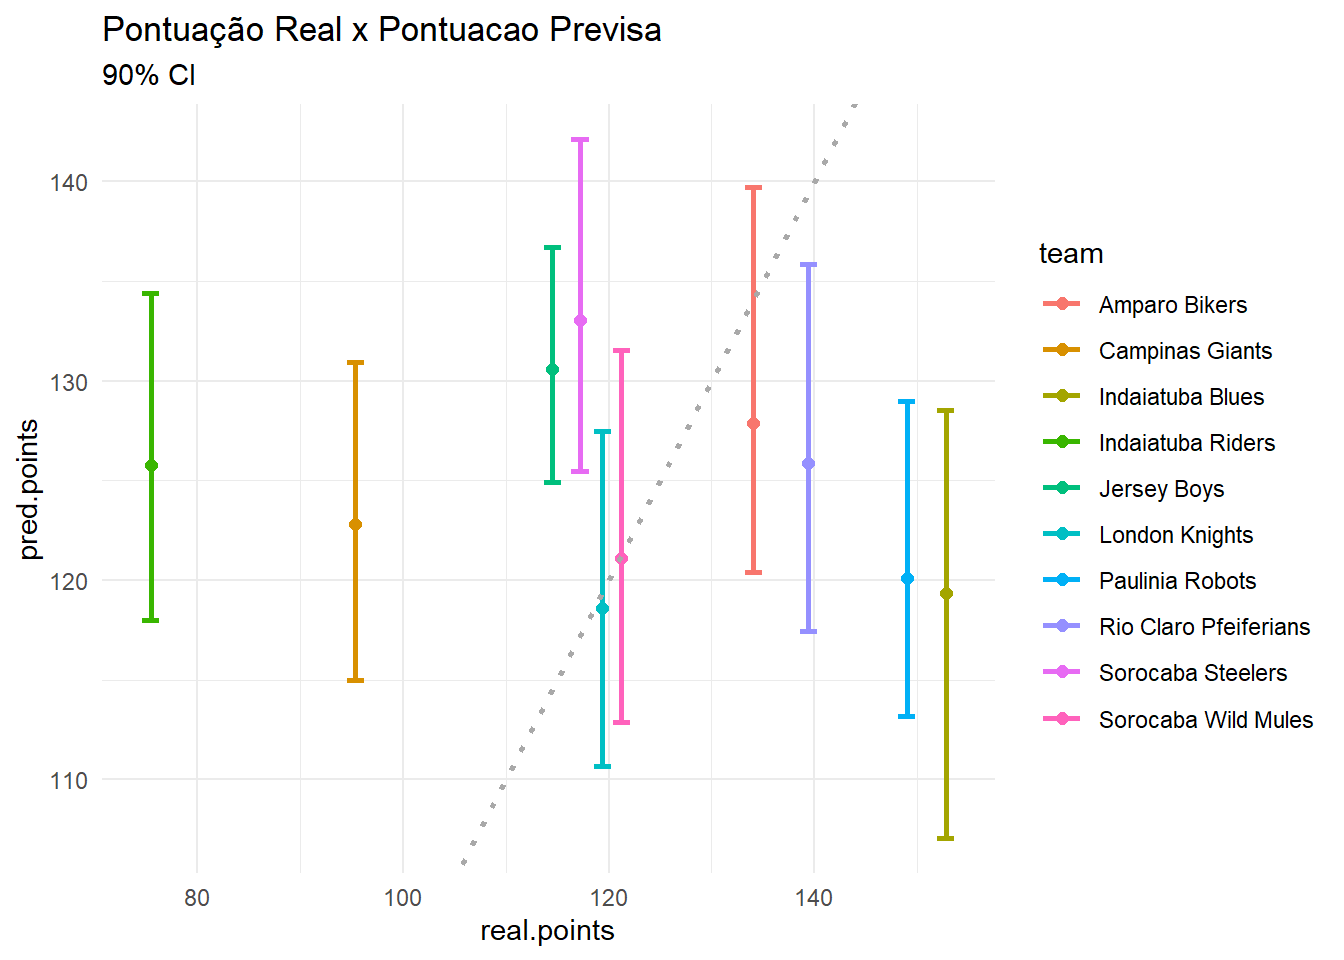 Pontuação Real x Pontuacao Previsa
90% CI
140
130
120
110
pred.points
80
100
120
140
real.points
team
Amparo Bikers
Campinas Giants
Indaiatuba Blues
Indaiatuba Riders
Jersey Boys
London Knights
Paulinia Robots
Rio Claro Pfeiferians
Sorocaba Steelers
Sorocaba Wild Mules